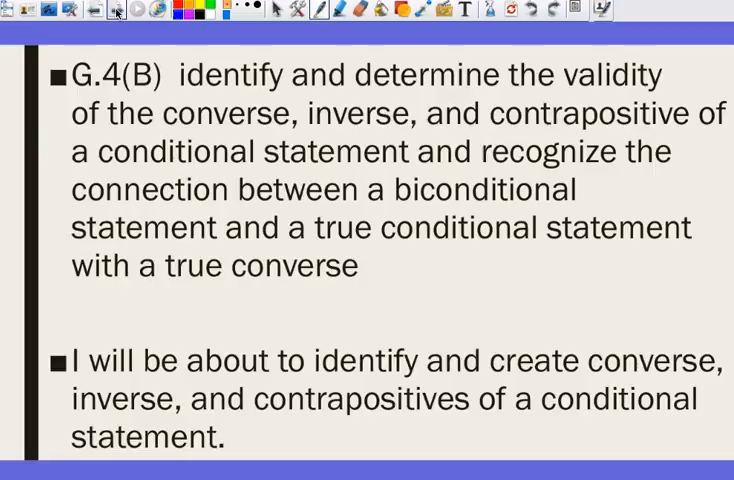 ■G.4(B) identify and determine the validity
of the converse, inverse, and contrapositive of
a conditional statement and recognize the
connection between a biconditional
statement and a true conditional statement
with a true converse
■I will be about to identify and create converse,
inverse, and contrapositives of a conditional
statement.